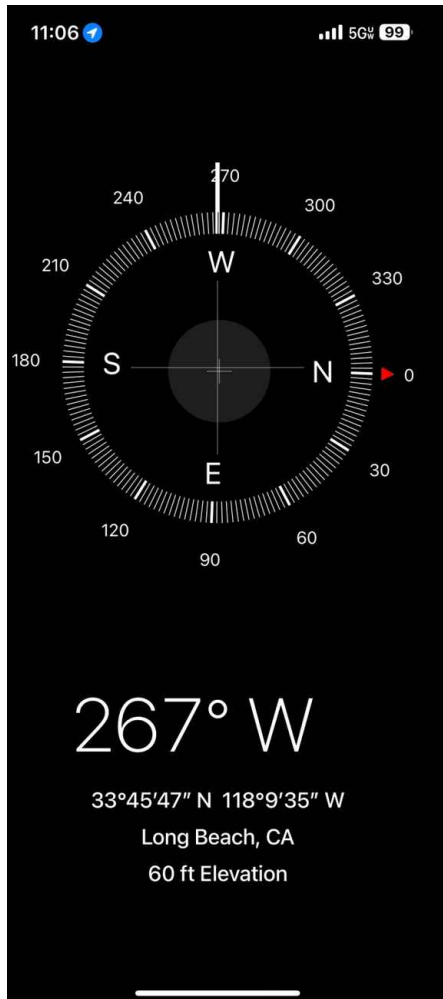 11:06 5GUW 99
270
240 300
W
210 330
180 S N 0
150 30
E
120 60
90
267° W
33°45'47" N 118°9'35" W
Long Beach, CA
60 ft Elevation